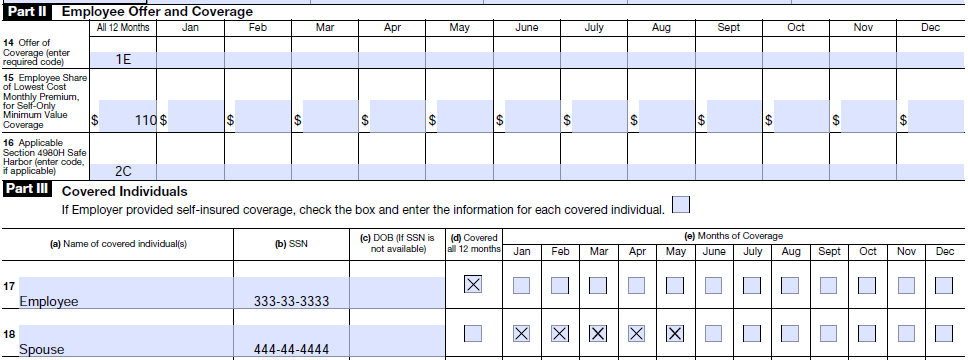 Part II Employee Offer and Coverage
All 12 Months Jan Feb Mar Apr May June July Aug Sept Oct Nov Dec
14 Offer of
Coverage (enter
required code) 1E
15 Employee Share
of Lowest Cost
Monthly Premium,
for Self-Only
Minimum Value
Coverage $ 110 $ $ $ $ $ $ $ $ $ $ $ $
16 Applicable
Section 4980H Safe
Harbor (enter code,
if applicable) 2C
Part III Covered Individuals
If Employer provided self-insured coverage, check the box and enter the information for each covered individual.
(a) Name of covered individual(s) (b) SSN (c) DOB (If SSN is
not available) (d) Covered
all 12 months (e) Months of Coverage
Jan Feb Mar Apr May June July Aug Sept Oct Nov Dec
17 Employee 333-33-3333
18 Spouse 444-44-4444